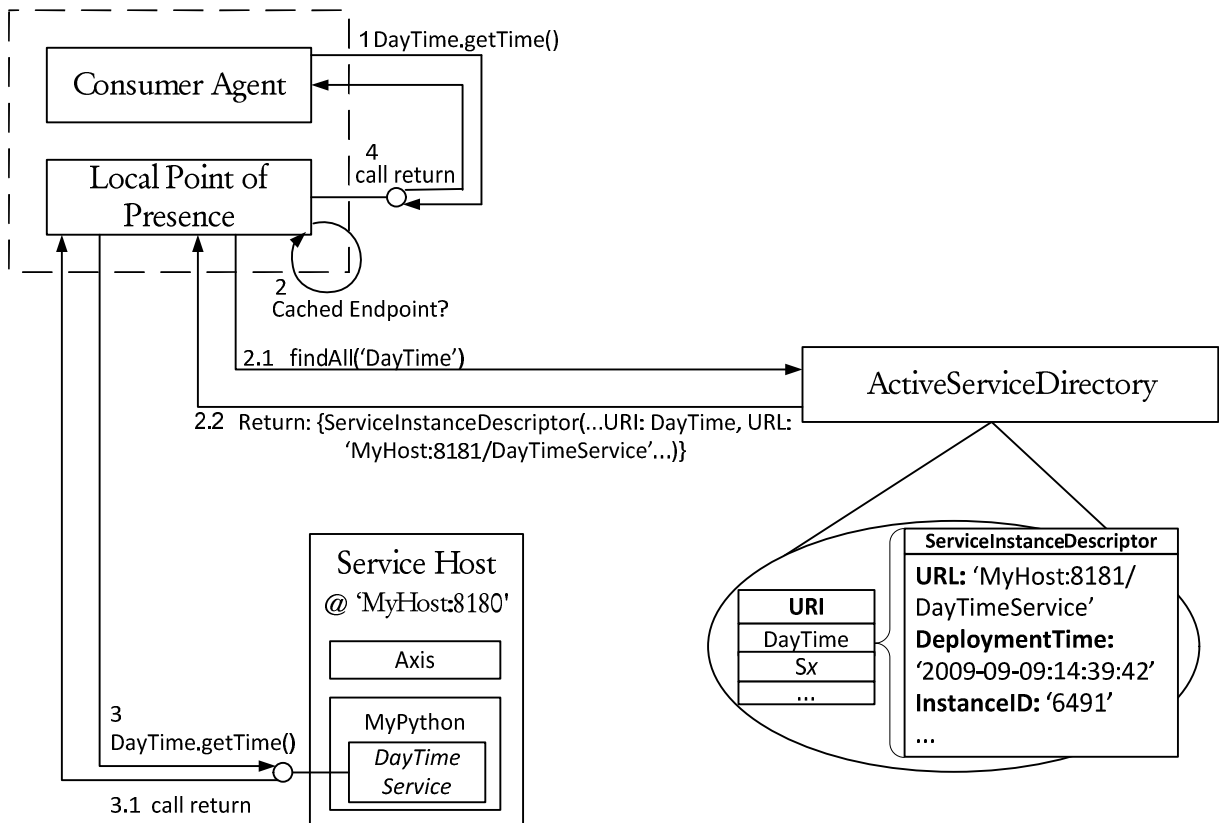 1 DayTime.getTime()
Consumer Agent
4
call return
Local Point of
Presence
2
Cached Endpoint?
2.1 findAll(‘DayTime’)
ActiveServiceDirectory
2.2 Return: {ServiceInstanceDescriptor(...URI: DayTime, URL:
‘MyHost:8181/DayTimeService’...)}
Service Host
@ ‘MyHost:8180'
Axis
MyPython
DayTime
Service
3
DayTime.getTime()
3.1 call return
URI
DayTime
Sx
...
ServiceInstanceDescriptor
URL: ‘MyHost:8181/
DayTimeService’
DeploymentTime:
‘2009-09-09:14:39:42’
InstanceID: ‘6491’
...